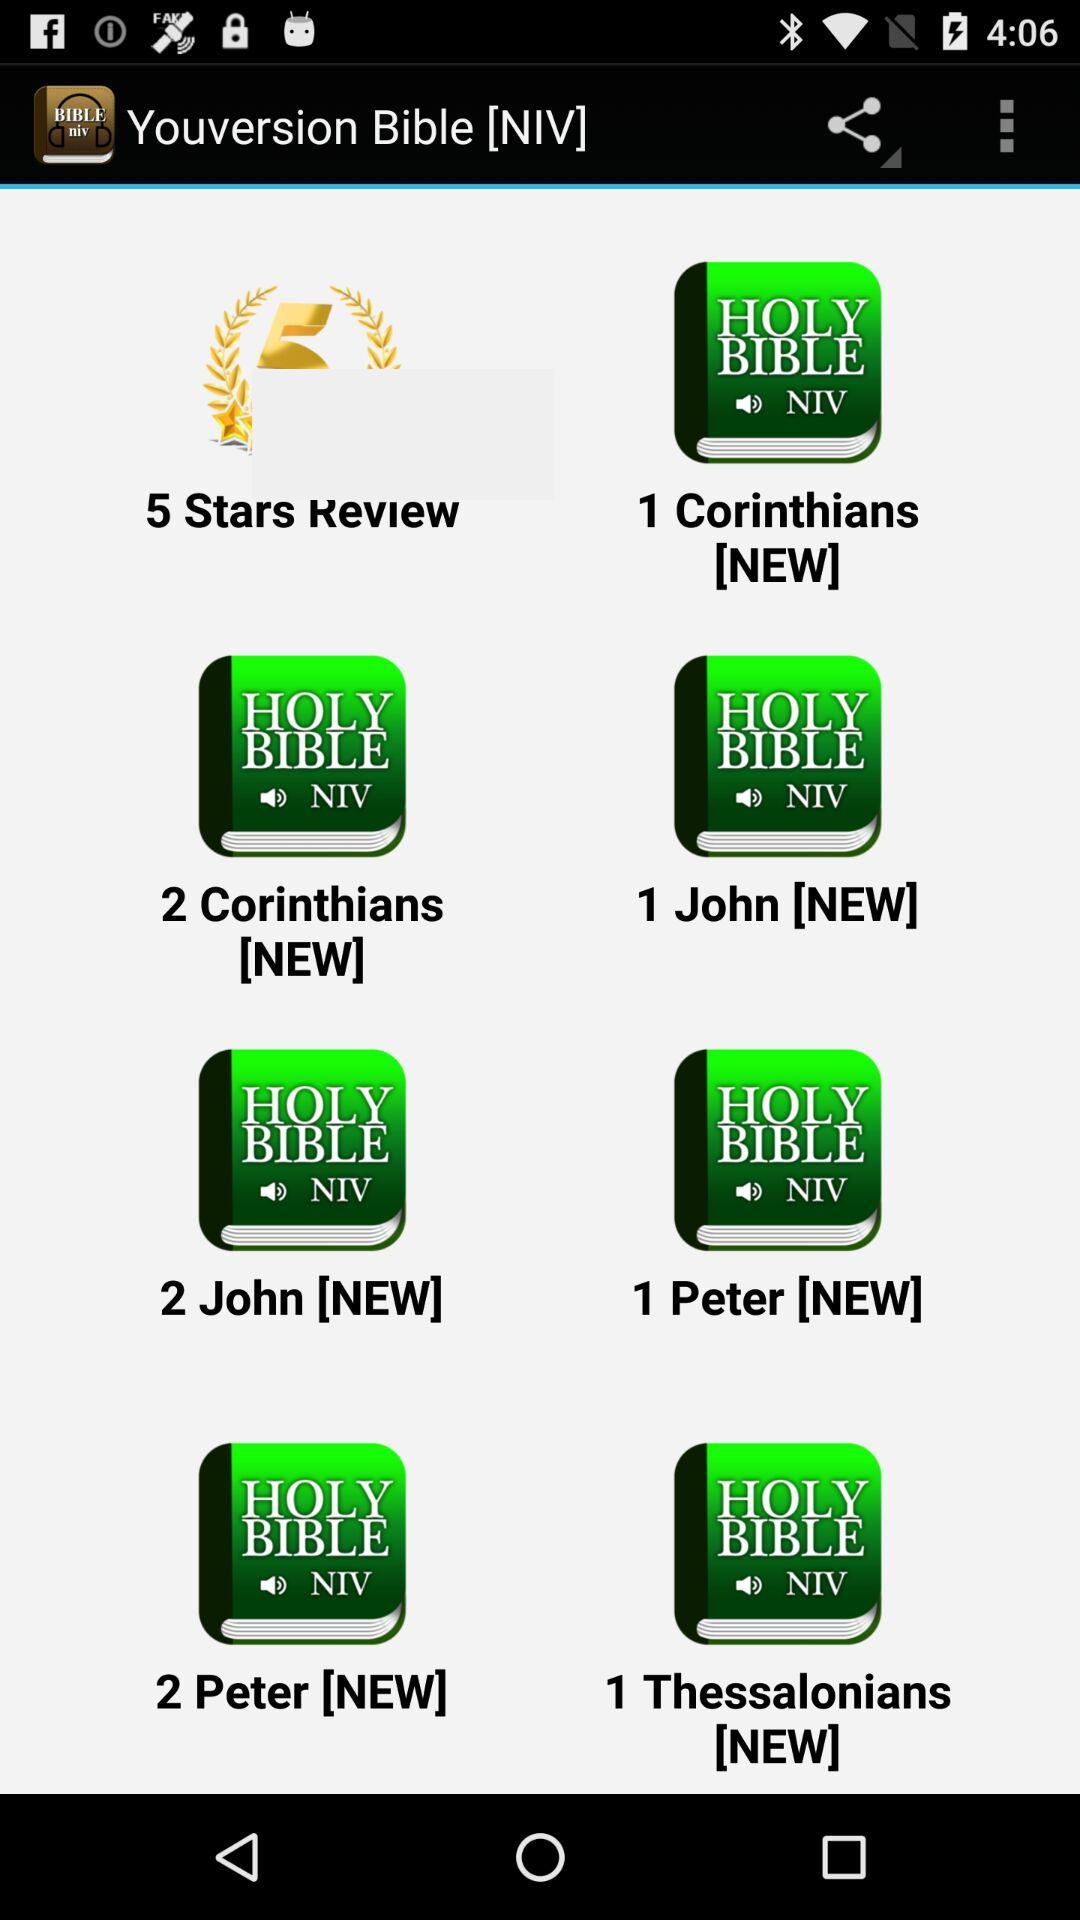 FAKE
4:06
BIBLE
niv
Youversion Bible [NIV]
5
HOLY
BIBLE
NIV
5 Stars Review
1 Corinthians
[NEW]
HOLY
BIBLE
NIV
HOLY
BIBLE
NIV
2 Corinthians
[NEW]
1 John [NEW]
HOLY
BIBLE
NIV
HOLY
BIBLE
NIV
2 John [NEW]
1 Peter [NEW]
HOLY
BIBLE
NIV
HOLY
BIBLE
NIV
2 Peter [NEW]
1 Thessalonians
[NEW]